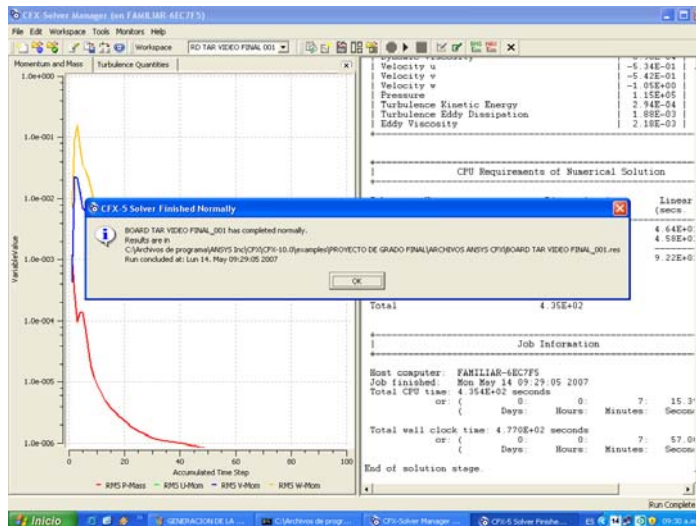 CFX-Solver Manager (on FAMILIAR-6EC7F5)
File Edit Workspace Tools Monitors Help
Workspace RD TAR VIDEO FINAL 001
Momentum and Mass Turbulence Quantities
1.0e+000
1.0e-001
1.0e-002
1.0e-003
1.0e-004
1.0e-005
1.0e-006
Variable Value
0 20 40 60 80 100
Accumulated Time Step
RMS P-Mass RMS U-Mom RMS V-Mom RMS W-Mom
| Velocity u | -5.34E-01 |
| Velocity v | -5.42E-01 |
| Velocity w | -1.05E+00 |
| Pressure | 1.15E+05 |
| Turbulence Kinetic Energy | 2.94E-04 |
| Turbulence Eddy Dissipation | 1.88E-03 |
| Eddy Viscosity | 2.18E-03 |
| CPU Requirements of Numerical Solution
Linear
(secs.
4.64E+0
4.58E+0
9.22E+0
CFX-5 Solver Finished Normally
BOARD TAR VIDEO FINAL_001 has completed normally.
Results are in
C:\Archivos de programa\ANSYS Inc\CFX\CFX-10.0\examples\PROYECTO DE GRADO FINAL\ARCHIVOS ANSYS CFX\BOARD TAR VIDEO FINAL_001.res
Run concluded at: Lun 14. May 09:29:05 2007
OK
Total 4.35E+02
| Job Information
Host computer: FAMILIAR-6EC7F5
Job finished: Mon May 14 09:29:05 2007
Total CPU time: 4.354E+02 seconds
or: ( 0: 0: 7: 15.3
( Days: Hours: Minutes: Secon
Total wall clock time: 4.770E+02 seconds
or: ( 0: 0: 7: 57.0
( Days: Hours: Minutes: Secon
End of solution stage.
Run Complete
Inicio GENERACION DE LA ... C:\Archivos de progr... CFX-Solver Manager ... CFX-5 Solver Finishe... ES